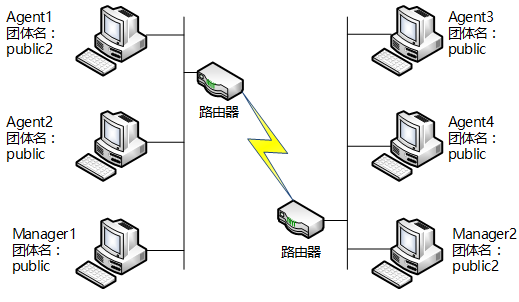 Agent1
团体名：
public2
Agent2
团体名：
public
Manager1
团体名：
public
路由器
路由器
Agent3
团体名：
public
Agent4
团体名：
public
Manager2
团体名：
public2